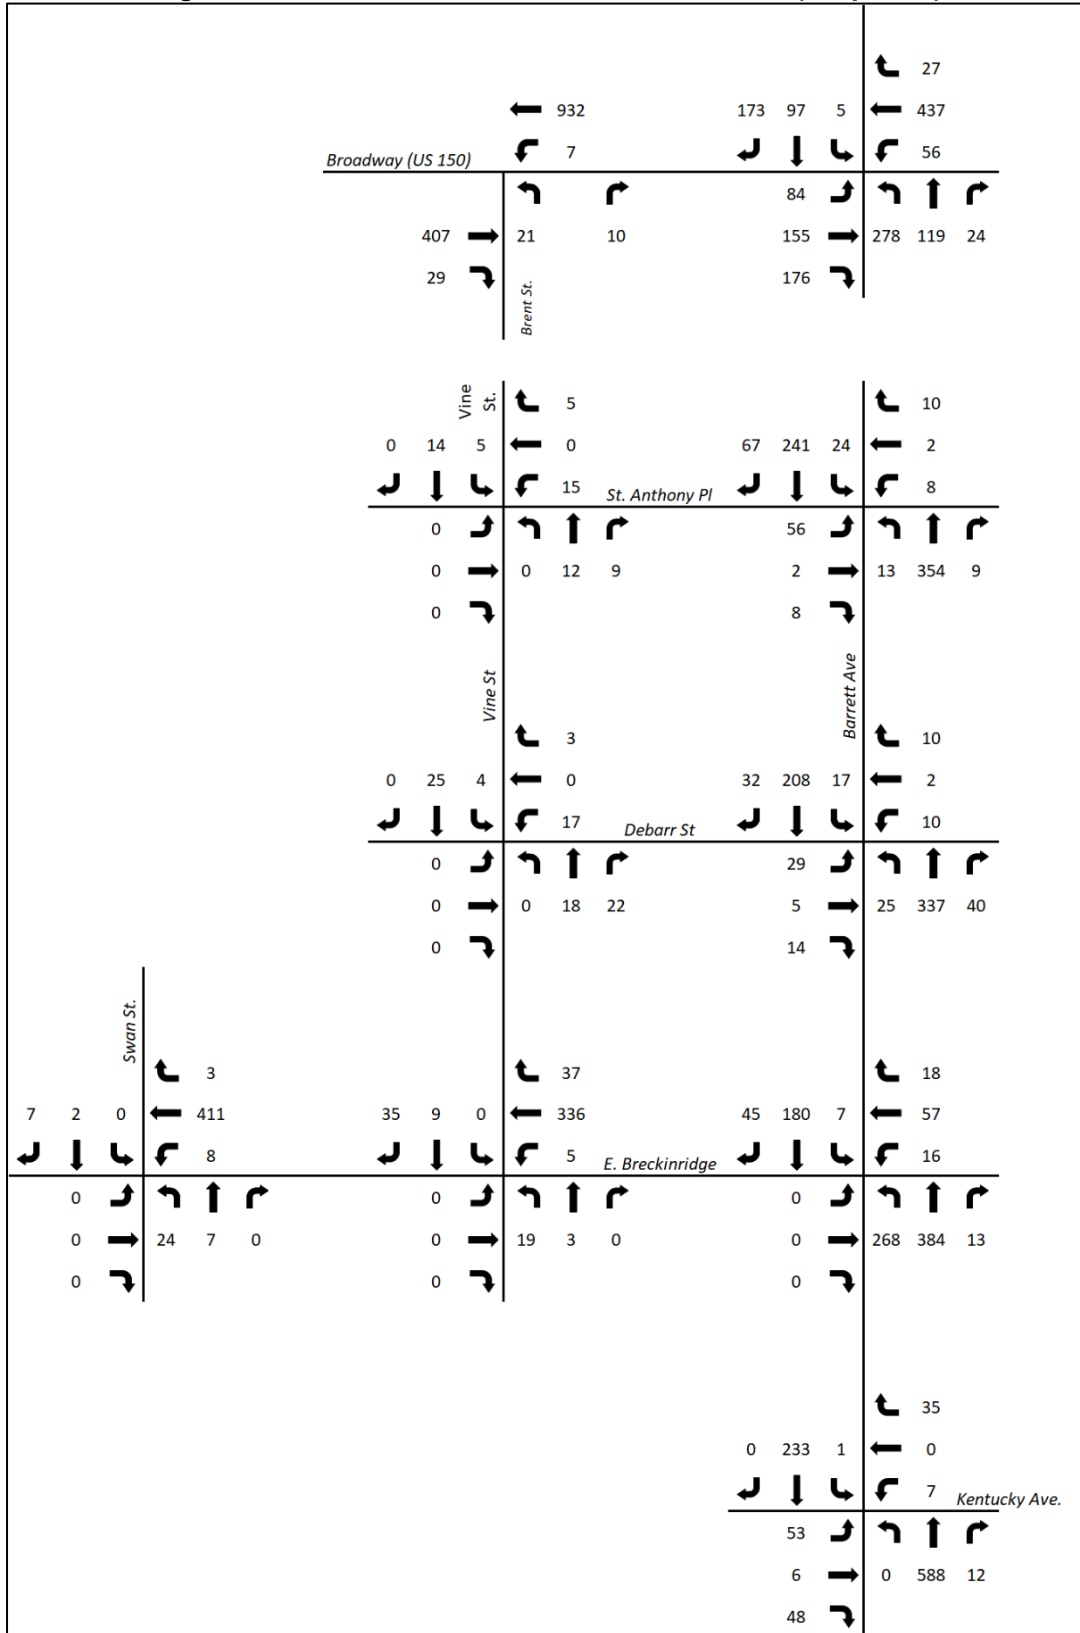 27
932 173 97 5 437
7 56
Broadway (US 150)
84
407 21 10 155 278 119 24
29 176
Brent St.
Vine St.
5 10
0 14 5 0 67 241 24 2
15 St. Anthony Pl 8
0 56
0 0 12 9 2 13 354 9
0 8
Vine St
Barrett Ave
3 10
0 25 4 0 32 208 17 2
17 10
Debarr St
0 29
0 0 18 22 5 25 337 40
0 14
Swan St.
3 37 18
7 2 0 411 35 9 0 336 45 180 7 57
8 5 E. Breckinridge 16
0 0 0
0 24 7 0 0 19 3 0 0 268 384 13
0 0 0
35
0 233 1 0
7 Kentucky Ave.
53
6 0 588 12
48